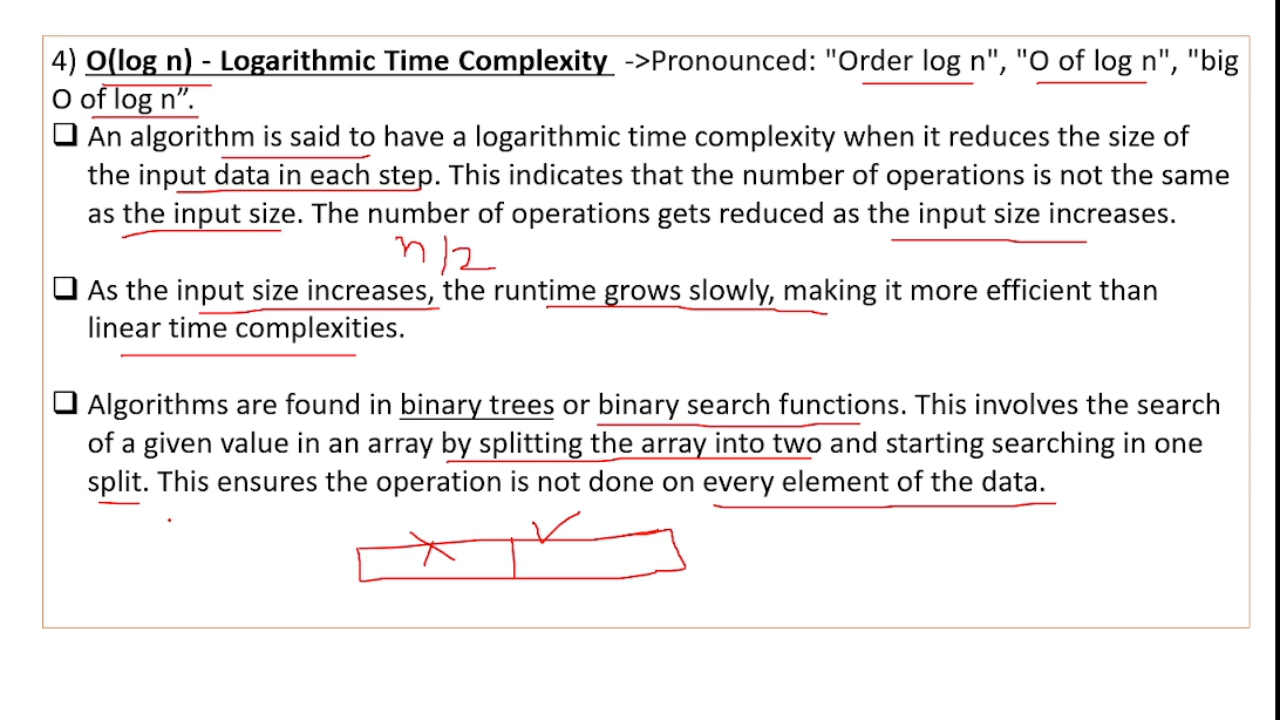 4) O(log n) - Logarithmic Time Complexity ->Pronounced: "Order log n", "O of log n", "big
O of log n”.
❑ An algorithm is said to have a logarithmic time complexity when it reduces the size of
the input data in each step. This indicates that the number of operations is not the same
as the input size. The number of operations gets reduced as the input size increases.
n/2
❑ As the input size increases, the runtime grows slowly, making it more efficient than
linear time complexities.
❑ Algorithms are found in binary trees or binary search functions. This involves the search
of a given value in an array by splitting the array into two and starting searching in one
split. This ensures the operation is not done on every element of the data.